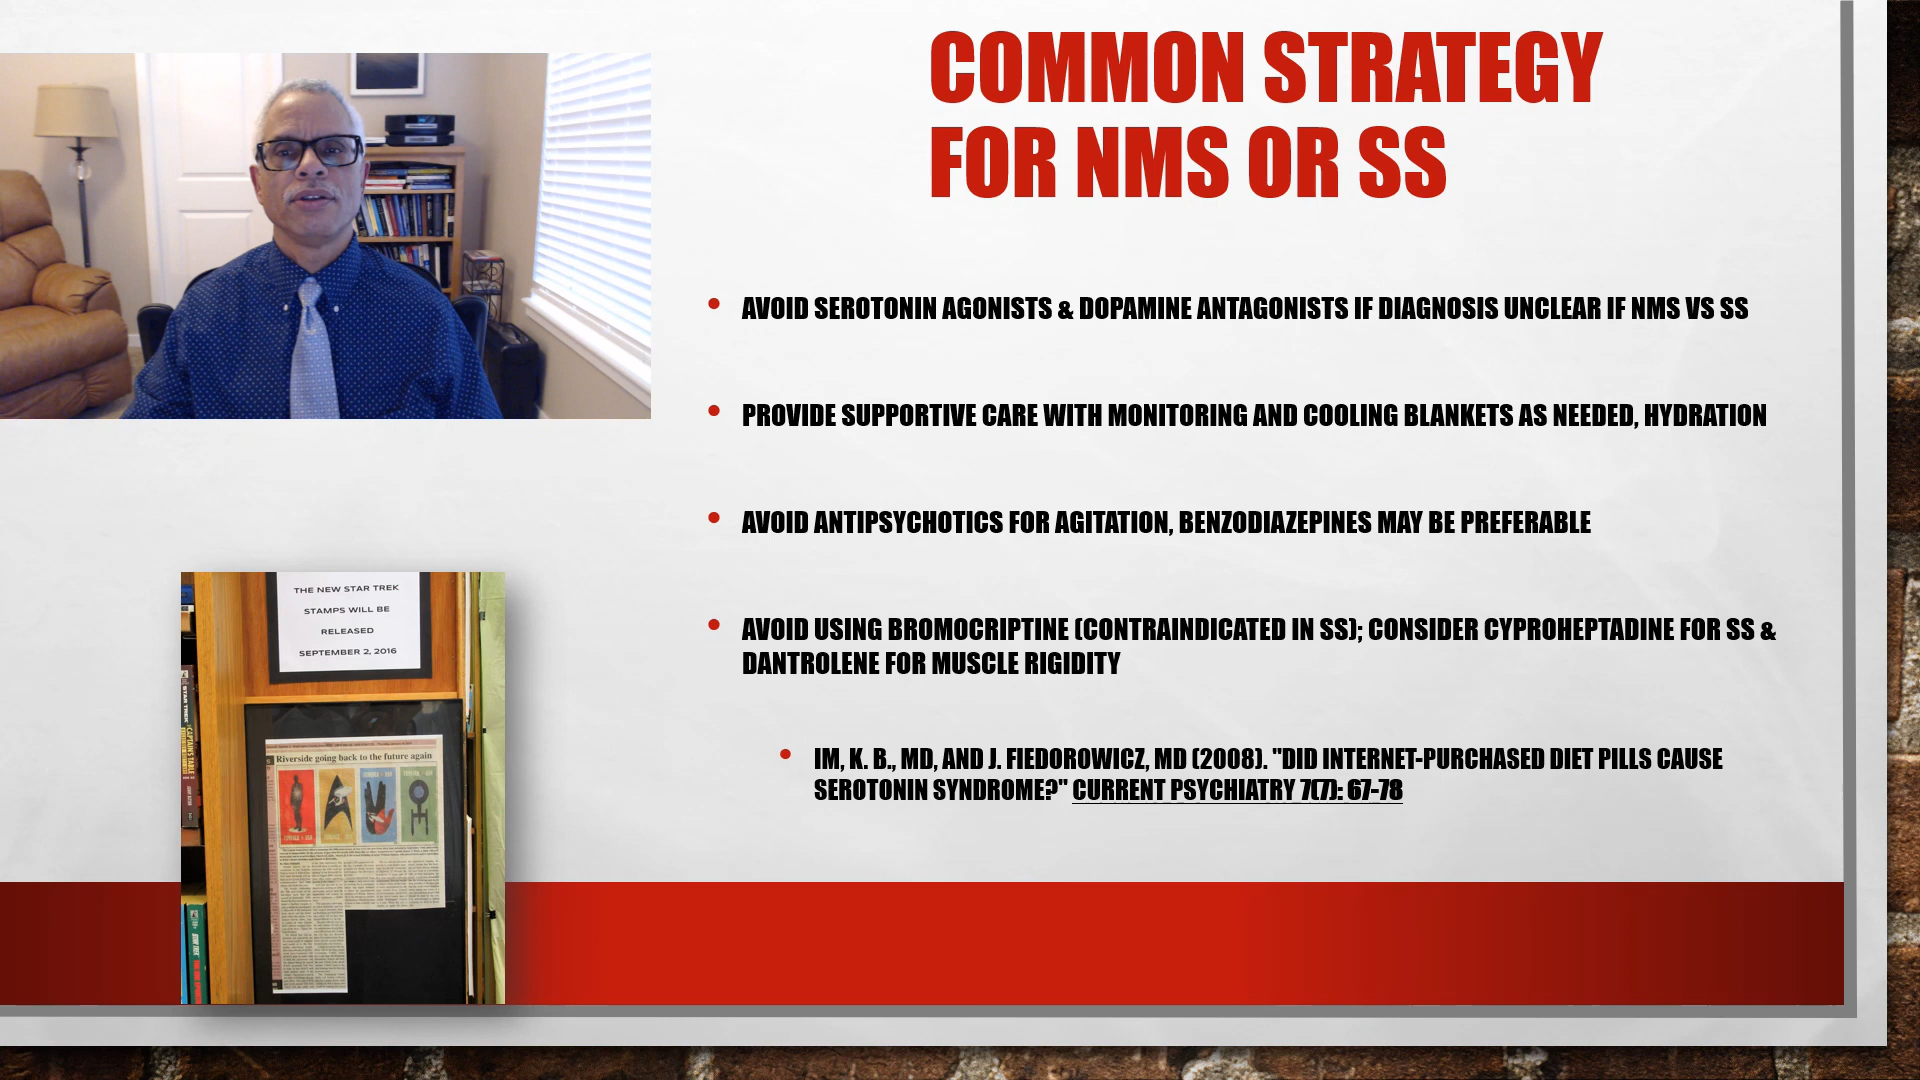 COMMON STRATEGY
FOR NMS OR SS
AVOID SEROTONIN AGONISTS & DOPAMINE ANTAGONISTS IF DIAGNOSIS UNCLEAR IF NMS VS SS
PROVIDE SUPPORTIVE CARE WITH MONITORING AND COOLING BLANKETS AS NEEDED, HYDRATION
AVOID ANTIPSYCHOTICS FOR AGITATION, BENZODIAZEPINES MAY BE PREFERABLE
AVOID USING BROMOCRIPTINE (CONTRAINDICATED IN SS); CONSIDER CYPROHEPTADINE FOR SS &
DANTROLENE FOR MUSCLE RIGIDITY
IM, K. B., MD, AND J. FIEDOROWICZ, MD (2008). "DID INTERNET-PURCHASED DIET PILLS CAUSE
SEROTONIN SYNDROME?" CURRENT PSYCHIATRY 7(7): 67-78
THE NEW STAR TREK
STAMPS WILL BE
RELEASED
SEPTEMBER 2, 2016
Riverside going back to the future again
STAR TREK
CAPTAIN'S TABLE